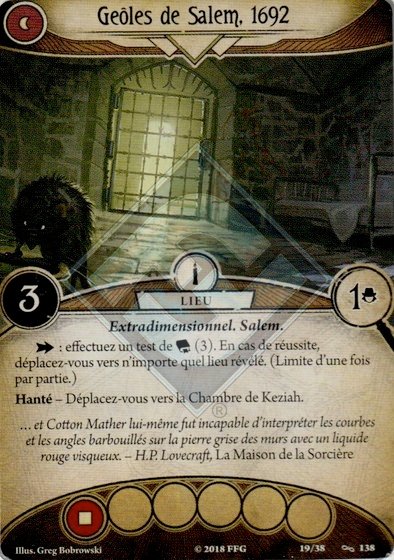 Geôles de Salem, 1692
3
LIEU
1
Extradimensionnel. Salem.
: effectuez un test de (3). En cas de réussite,
déplacez-vous vers n'importe quel lieu révélé. (Limite d'une fois
par partie.)
Hanté – Déplacez-vous vers la Chambre de Keziah.
… et Cotton Mather lui-même fut incapable d'interpréter les courbes
et les angles barbouillés sur la pierre grise des murs avec un liquide
rouge visqueux. – H.P. Lovecraft, La Maison de la Sorcière
®
Illus. Greg Bobrowski
© 2018 FFG
19/38
138